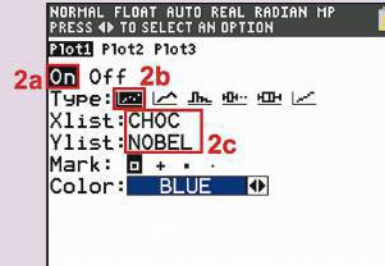 NORMAL FLOAT AUTO REAL RADIAN MP
PRESS ◀▶ TO SELECT AN OPTION
Plot1 Plot2 Plot3
2a On Off 2b
Type:
Xlist:CHOC
Ylist:NOBEL 2c
Mark: □ + ▪ ·
Color: BLUE ◀▶